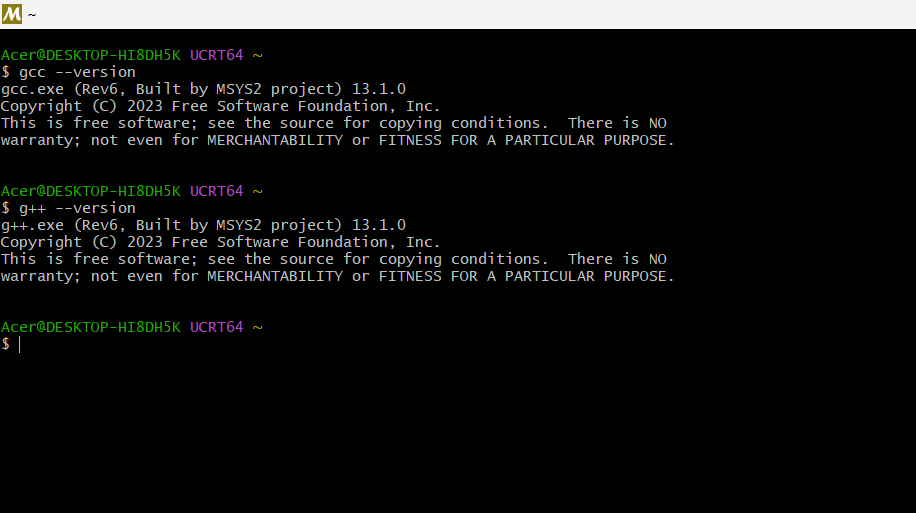 ~
Acer@DESKTOP-HI8DH5K UCRT64 ~
$ gcc --version
gcc.exe (Rev6, Built by MSYS2 project) 13.1.0
Copyright (C) 2023 Free Software Foundation, Inc.
This is free software; see the source for copying conditions.  There is NO
warranty; not even for MERCHANTABILITY or FITNESS FOR A PARTICULAR PURPOSE.
Acer@DESKTOP-HI8DH5K UCRT64 ~
$ g++ --version
g++.exe (Rev6, Built by MSYS2 project) 13.1.0
Copyright (C) 2023 Free Software Foundation, Inc.
This is free software; see the source for copying conditions.  There is NO
warranty; not even for MERCHANTABILITY or FITNESS FOR A PARTICULAR PURPOSE.
Acer@DESKTOP-HI8DH5K UCRT64 ~
$